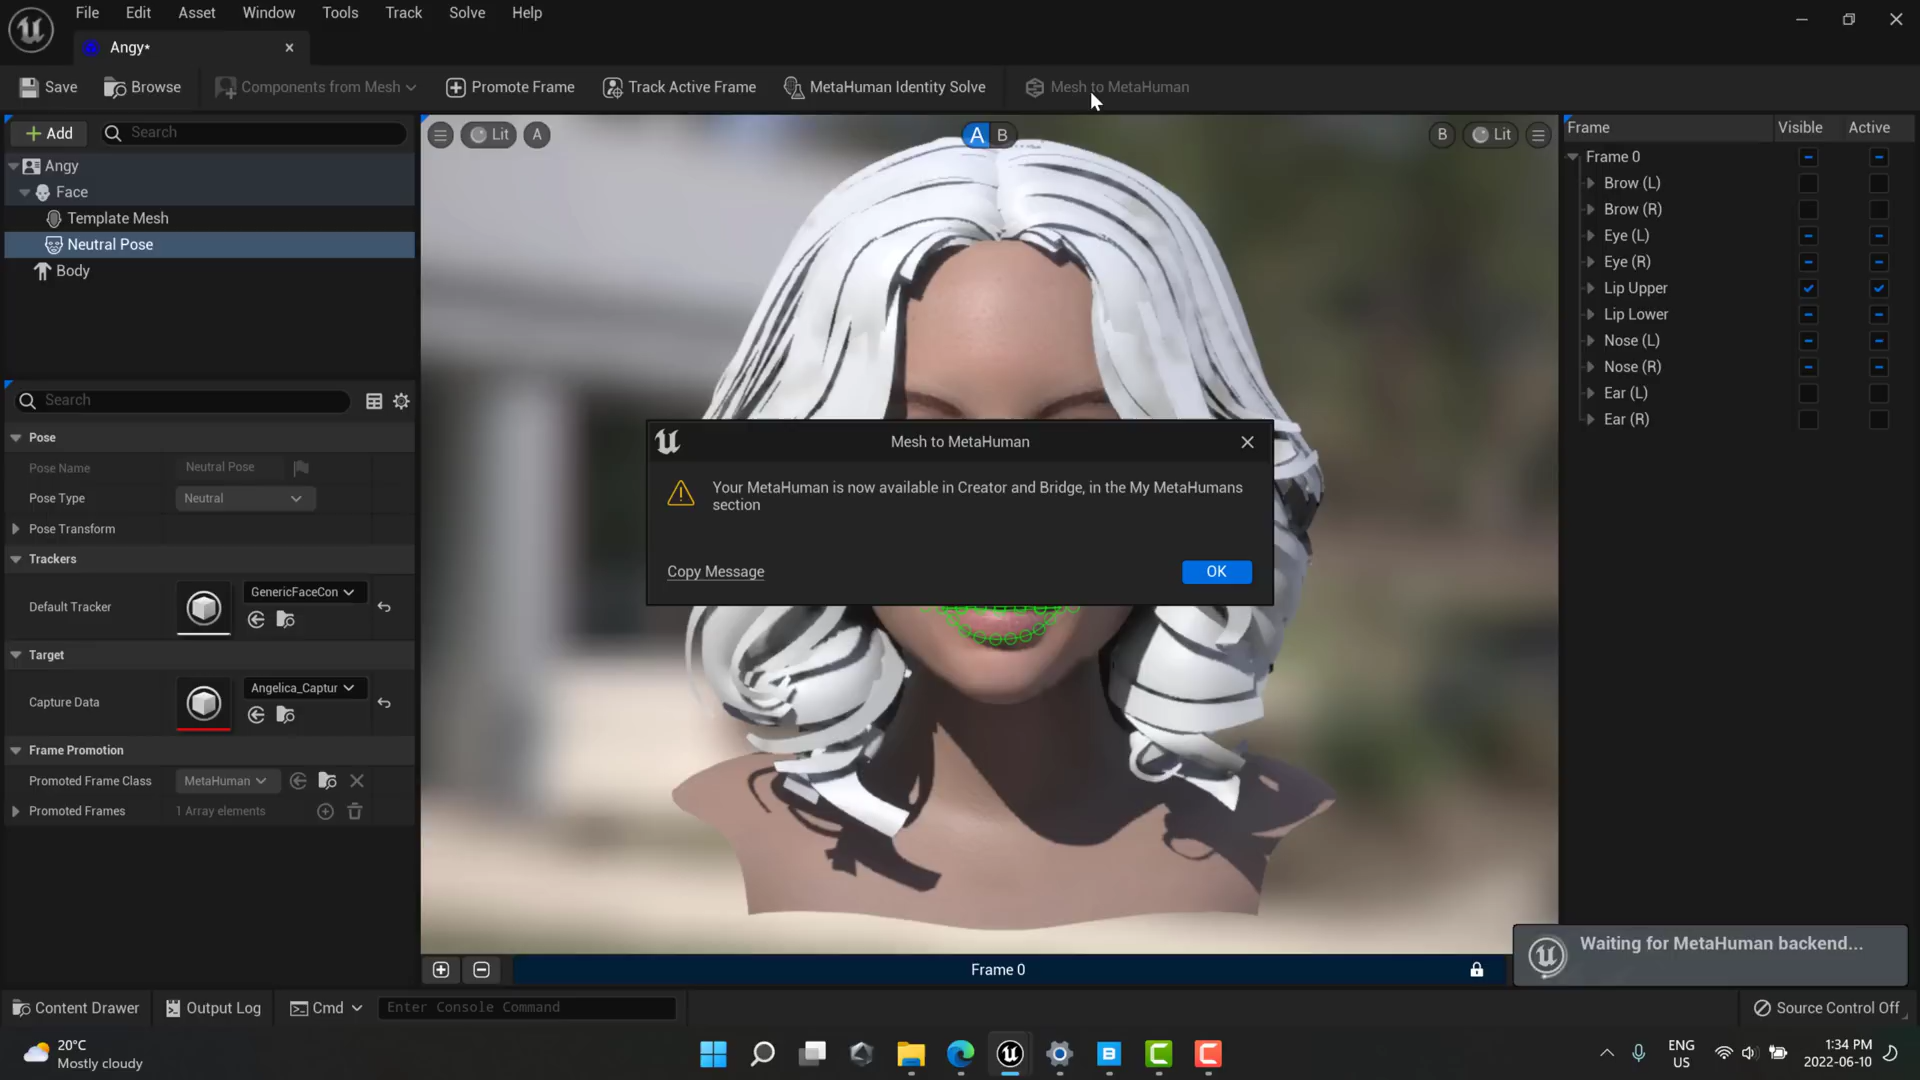 File Edit Asset Window Tools Track Solve Help
Angy*
Save Browse Components from Mesh Promote Frame Track Active Frame MetaHuman Identity Solve Mesh to MetaHuman
Add Search
Angy
Face
Template Mesh
Neutral Pose
Body
Search
Pose
Pose Name Neutral Pose
Pose Type Neutral
Pose Transform
Trackers
Default Tracker GenericFaceCon
Target
Capture Data Angelica_Captur
Frame Promotion
Promoted Frame Class MetaHuman
Promoted Frames 1 Array elements
Lit A A B B Lit
Mesh to MetaHuman
Your MetaHuman is now available in Creator and Bridge, in the My MetaHumans
section
Copy Message OK
Frame 0
Frame Visible Active
Frame 0
Brow (L)
Brow (R)
Eye (L)
Eye (R)
Lip Upper
Lip Lower
Nose (L)
Nose (R)
Ear (L)
Ear (R)
Waiting for MetaHuman backend...
Content Drawer Output Log Cmd Enter Console Command Source Control Off
20°C
Mostly cloudy
B C C
ENG
US
1:34 PM
2022-06-10